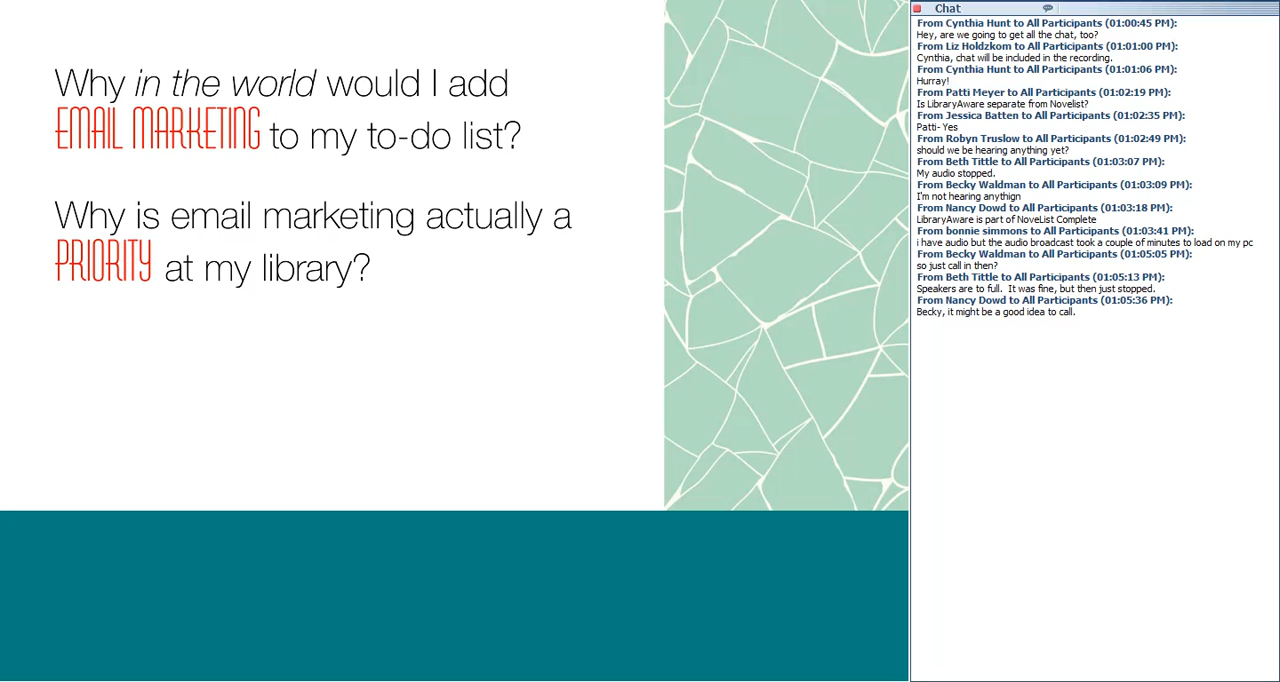 Why in the world would I add
EMAIL MARKETING to my to-do list?
Why is email marketing actually a
PRIORITY at my library?
Chat
From Cynthia Hunt to All Participants (01:00:45 PM):
Hey, are we going to get all the chat, too?
From Liz Holdzkom to All Participants (01:01:00 PM):
Cynthia, chat will be included in the recording.
From Cynthia Hunt to All Participants (01:01:06 PM):
Hurray!
From Patti Meyer to All Participants (01:02:19 PM):
Is LibraryAware separate from Novelist?
From Jessica Batten to All Participants (01:02:35 PM):
Patti- Yes
From Robyn Truslow to All Participants (01:02:49 PM):
should we be hearing anything yet?
From Beth Tittle to All Participants (01:03:07 PM):
My audio stopped.
From Becky Waldman to All Participants (01:03:09 PM):
I'm not hearing anythign
From Nancy Dowd to All Participants (01:03:18 PM):
LibraryAware is part of NoveList Complete
From bonnie simmons to All Participants (01:03:41 PM):
i have audio but the audio broadcast took a couple of minutes to load on my pc
From Becky Waldman to All Participants (01:05:05 PM):
so just call in then?
From Beth Tittle to All Participants (01:05:13 PM):
Speakers are to full.  It was fine, but then just stopped.
From Nancy Dowd to All Participants (01:05:36 PM):
Becky, it might be a good idea to call.